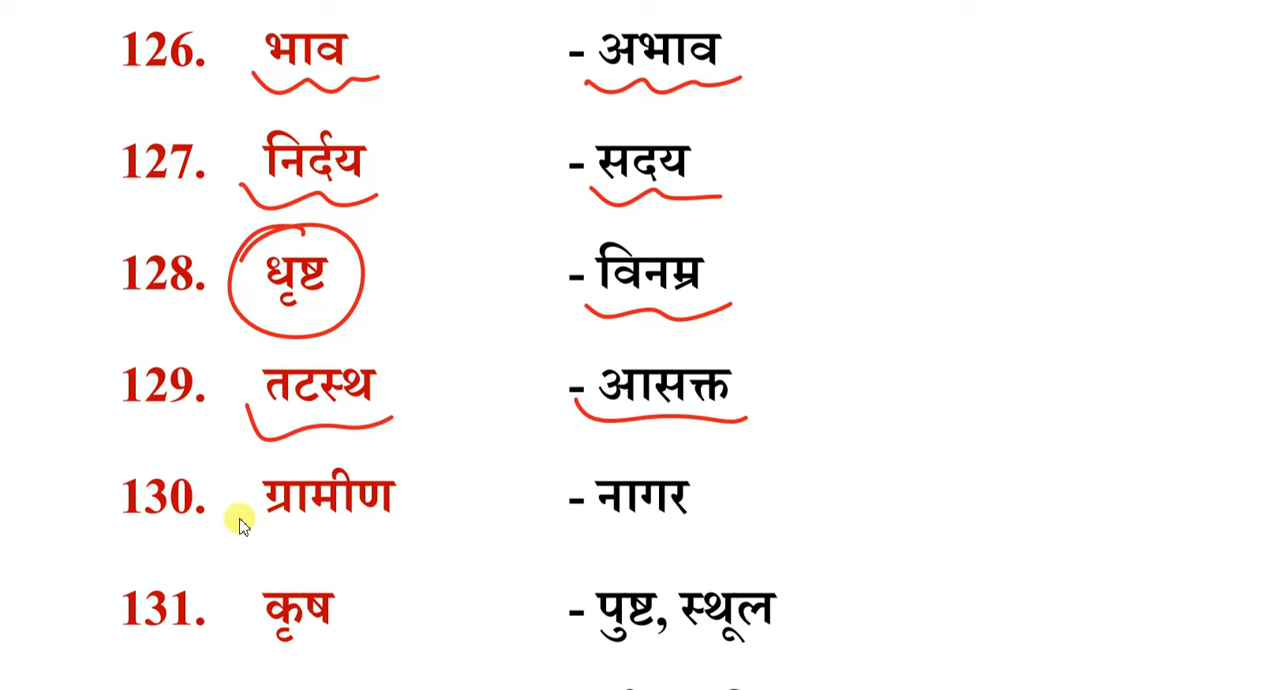 126. भाव - अभाव
127. निर्दय - सदय
128. धृष्ट - विनम्र
129. तटस्थ - आसक्त
130. ग्रामीण - नागर
131. कृष - पुष्ट, स्थूल